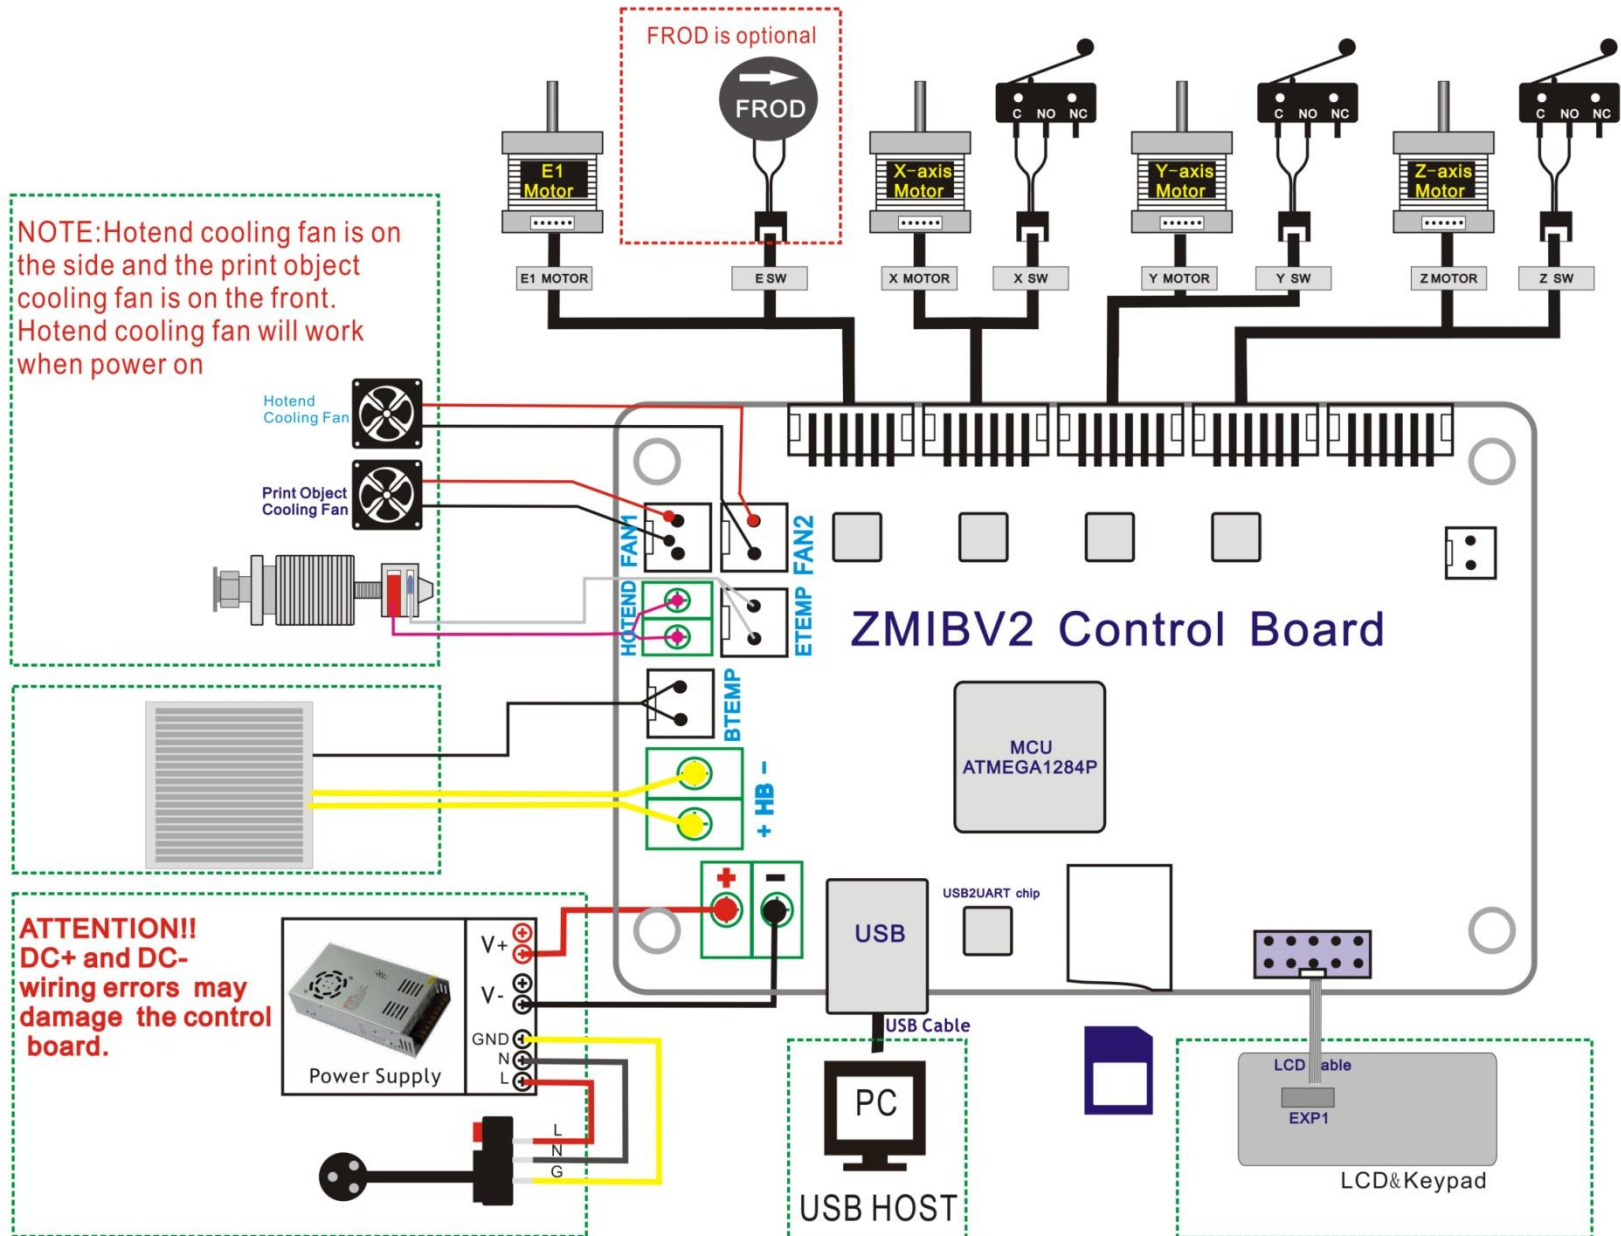 FROD is optional
FROD
C NO NC
C NO NC
C NO NC
E1
Motor
X-axis
Motor
Y-axis
Motor
Z-axis
Motor
E1 MOTOR
E SW
X MOTOR
X SW
Y MOTOR
Y SW
Z MOTOR
Z SW
NOTE:Hotend cooling fan is on
the side and the print object
cooling fan is on the front.
Hotend cooling fan will work
when power on
Hotend
Cooling Fan
Print Object
Cooling Fan
FAN1
FAN2
HOTEND
ETEMP
ZMIBV2 Control Board
BTEMP
MCU
ATMEGA1284P
+ HB -
+ -
USB2UART chip
USB
ATTENTION!!
DC+ and DC-
wiring errors may
damage the control
board.
V+
V-
GND
N
L
Power Supply
L
N
G
USB Cable
PC
USB HOST
LCD Cable
EXP1
LCD&Keypad